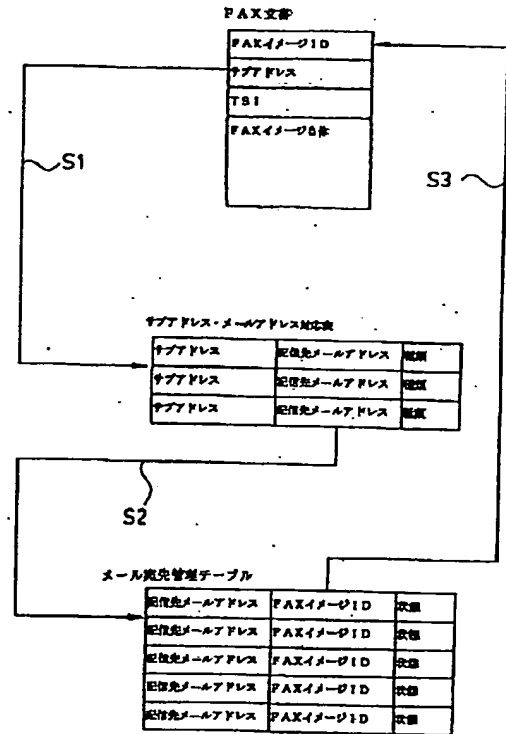 FAX文書
FAXイメージID
サブアドレス
TSI
FAXイメージ自体
S1
S3
サブアドレス・メールアドレス対応表
サブアドレス 配信先メールアドレス 種類
サブアドレス 配信先メールアドレス 種類
サブアドレス 配信先メールアドレス 種類
S2
メール宛先管理テーブル
配信先メールアドレス FAXイメージID 状態
配信先メールアドレス FAXイメージID 状態
配信先メールアドレス FAXイメージID 状態
配信先メールアドレス FAXイメージID 状態
配信先メールアドレス FAXイメージID 状態